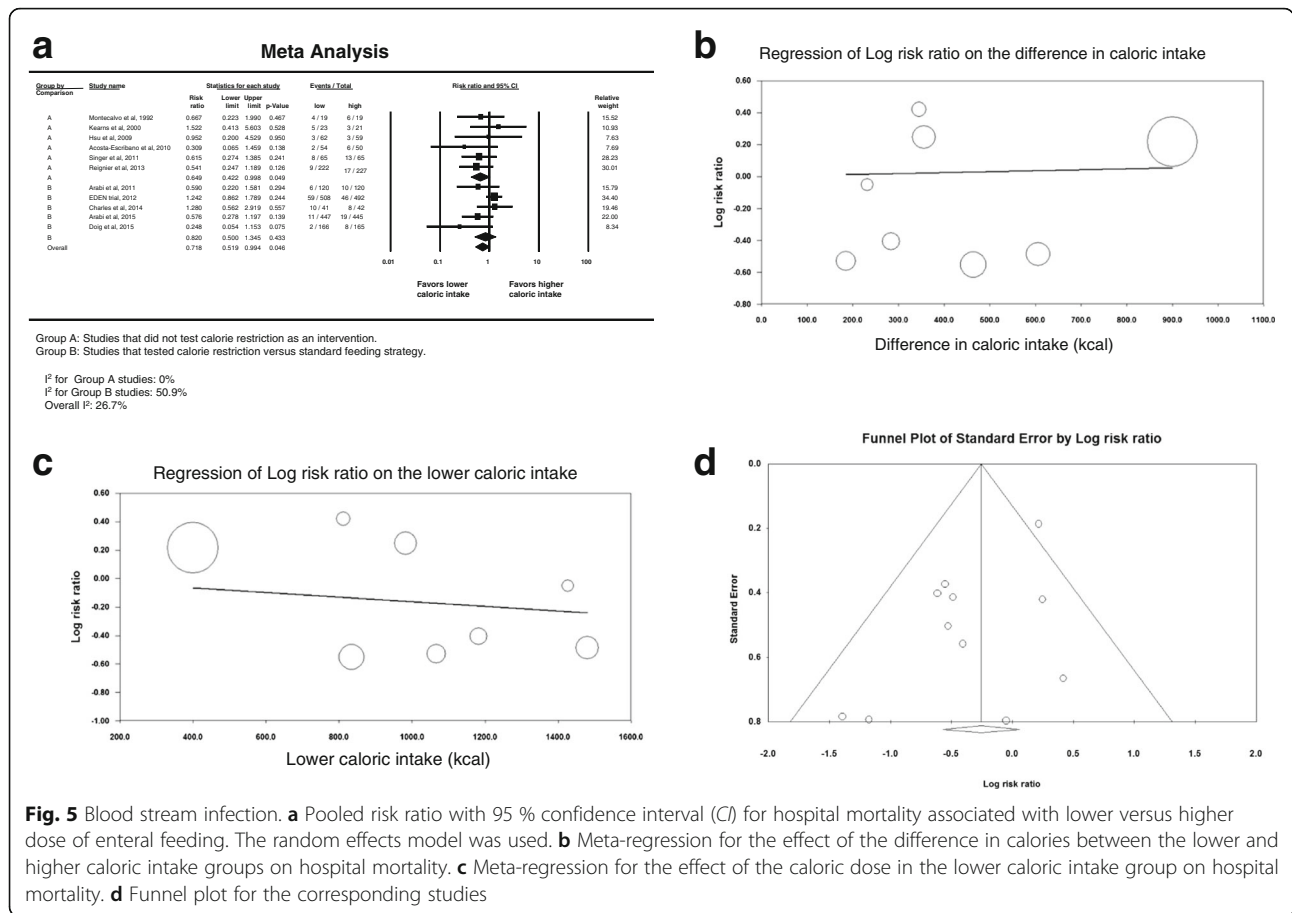 a
Meta Analysis
Group by Comparison Study name Statistics for each study Events / Total Risk ratio and 95% CI
Risk ratio Lower limit Upper limit p-Value low high Relative weight
A Montecalvo et al, 1992 0.667 0.223 1.990 0.467 4 / 19 6 / 19 15.52
A Kearns et al, 2000 1.522 0.413 5.603 0.528 5 / 23 3 / 21 10.93
A Hsu et al, 2009 0.952 0.200 4.529 0.950 3 / 62 3 / 59 7.63
A Acosta-Escribano et al, 2010 0.309 0.065 1.459 0.138 2 / 54 6 / 50 7.69
A Singer et al, 2011 0.615 0.274 1.385 0.241 8 / 65 13 / 65 28.23
A Reignier et al, 2013 0.541 0.247 1.189 0.126 9 / 222 17 / 227 30.01
A 0.649 0.422 0.998 0.049
B Arabi et al, 2011 0.590 0.220 1.581 0.294 6 / 120 10 / 120 15.79
B EDEN trial, 2012 1.242 0.862 1.789 0.244 59 / 508 46 / 492 34.40
B Charles et al, 2014 1.280 0.562 2.919 0.557 10 / 41 8 / 42 19.46
B Arabi et al, 2015 0.576 0.278 1.197 0.139 11 / 447 19 / 445 22.00
B Doig et al, 2015 0.248 0.054 1.153 0.075 2 / 166 8 / 165 8.34
B 0.820 0.500 1.345 0.433
Overall 0.718 0.519 0.994 0.046
0.01 0.1 1 10 100
Favors lower caloric intake Favors higher caloric intake
Group A: Studies that did not test calorie restriction as an intervention.
Group B: Studies that tested calorie restriction versus standard feeding strategy.
I² for Group A studies: 0%
I² for Group B studies: 50.9%
Overall I²: 26.7%
b
Regression of Log risk ratio on the difference in caloric intake
Log risk ratio
0.60
0.40
0.20
0.00
-0.20
-0.40
-0.60
-0.80
0.0 100.0 200.0 300.0 400.0 500.0 600.0 700.0 800.0 900.0 1000.0 1100.0
Difference in caloric intake (kcal)
c
Regression of Log risk ratio on the lower caloric intake
Log risk ratio
0.60
0.40
0.20
0.00
-0.20
-0.40
-0.60
-0.80
-1.00
200.0 400.0 600.0 800.0 1000.0 1200.0 1400.0 1600.0
Lower caloric intake (kcal)
d
Funnel Plot of Standard Error by Log risk ratio
Standard Error
0.0
0.2
0.4
0.6
0.8
-2.0 -1.5 -1.0 -0.5 0.0 0.5 1.0 1.5 2.0
Log risk ratio
Fig. 5 Blood stream infection. a Pooled risk ratio with 95 % confidence interval (CI) for hospital mortality associated with lower versus higher
dose of enteral feeding. The random effects model was used. b Meta-regression for the effect of the difference in calories between the lower and
higher caloric intake groups on hospital mortality. c Meta-regression for the effect of the caloric dose in the lower caloric intake group on hospital
mortality. d Funnel plot for the corresponding studies